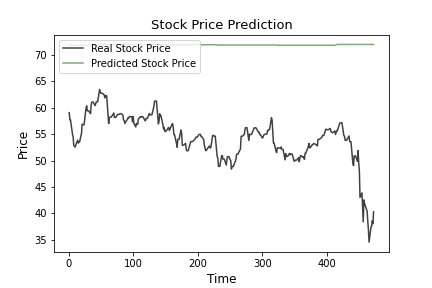 Stock Price Prediction
Real Stock Price
Predicted Stock Price
Price
70
65
60
55
50
45
40
35
0 100 200 300 400
Time